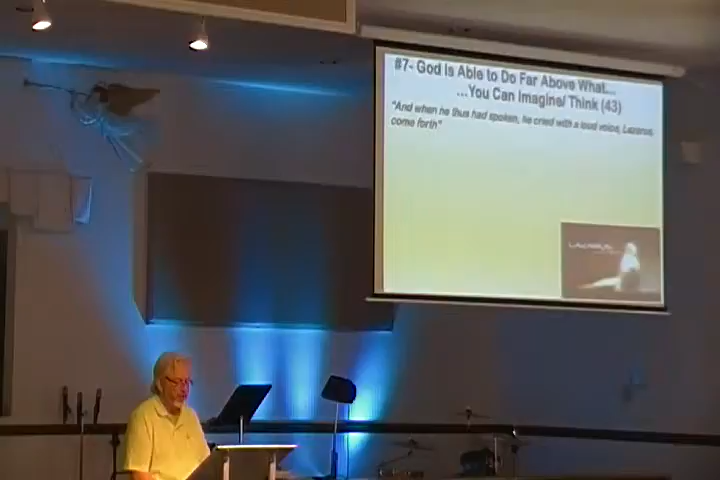 #7- God Is Able to Do Far Above What...
...You Can Imagine/ Think (43)
"And when he thus had spoken, he cried with a loud voice, Lazarus,
come forth"
LAZARUS,